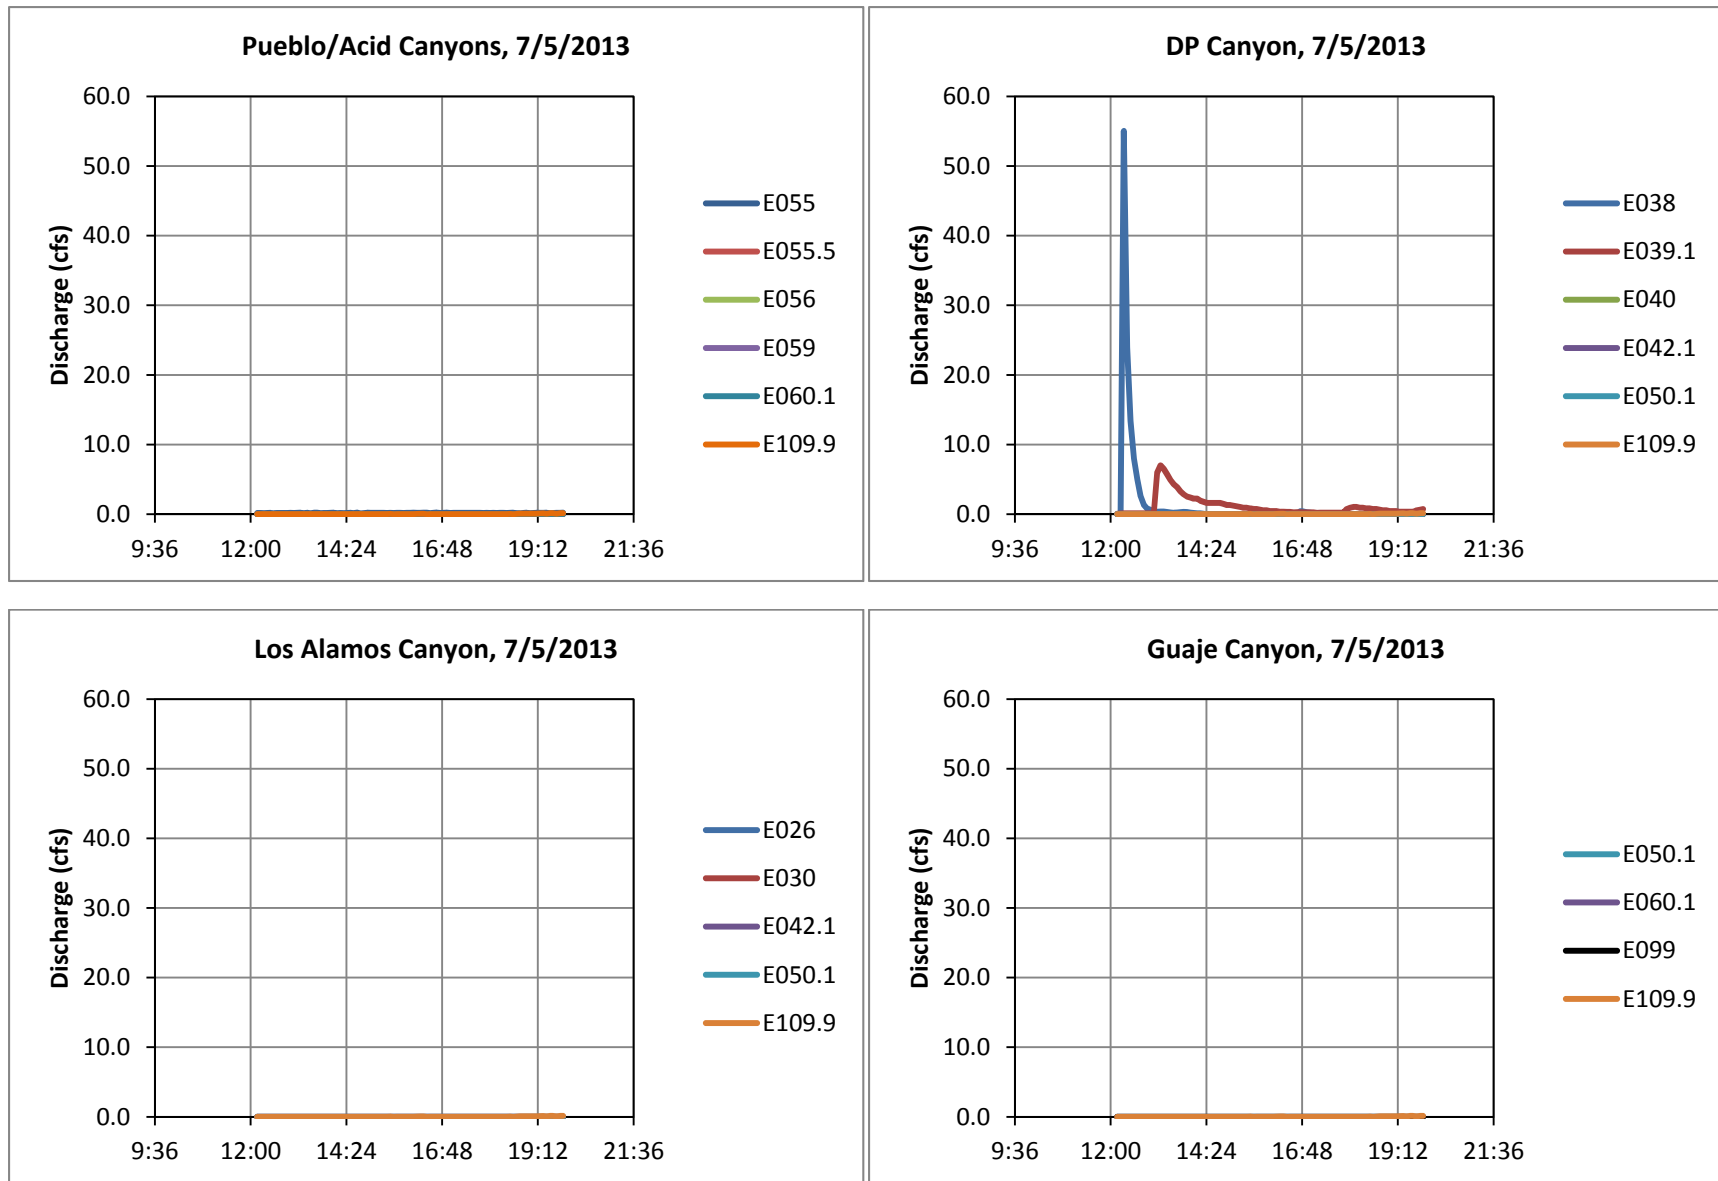 Pueblo/Acid Canyons, 7/5/2013
60.0
50.0
40.0
30.0
20.0
10.0
0.0
Discharge (cfs)
9:36 12:00 14:24 16:48 19:12 21:36
E055
E055.5
E056
E059
E060.1
E109.9
DP Canyon, 7/5/2013
60.0
50.0
40.0
30.0
20.0
10.0
0.0
Discharge (cfs)
9:36 12:00 14:24 16:48 19:12 21:36
E038
E039.1
E040
E042.1
E050.1
E109.9
Los Alamos Canyon, 7/5/2013
60.0
50.0
40.0
30.0
20.0
10.0
0.0
Discharge (cfs)
9:36 12:00 14:24 16:48 19:12 21:36
E026
E030
E042.1
E050.1
E109.9
Guaje Canyon, 7/5/2013
60.0
50.0
40.0
30.0
20.0
10.0
0.0
Discharge (cfs)
9:36 12:00 14:24 16:48 19:12 21:36
E050.1
E060.1
E099
E109.9